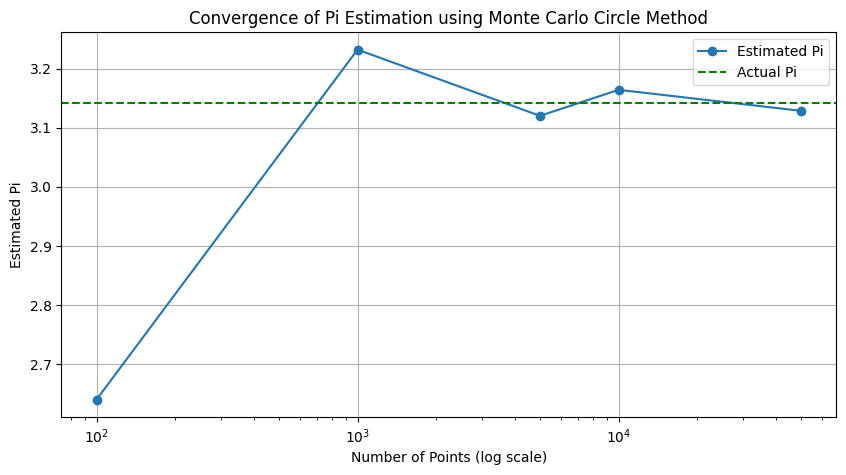 Convergence of Pi Estimation using Monte Carlo Circle Method
Estimated Pi
Actual Pi
3.2
3.1
3.0
2.9
2.8
2.7
Estimated Pi
10²
10³
10⁴
Number of Points (log scale)